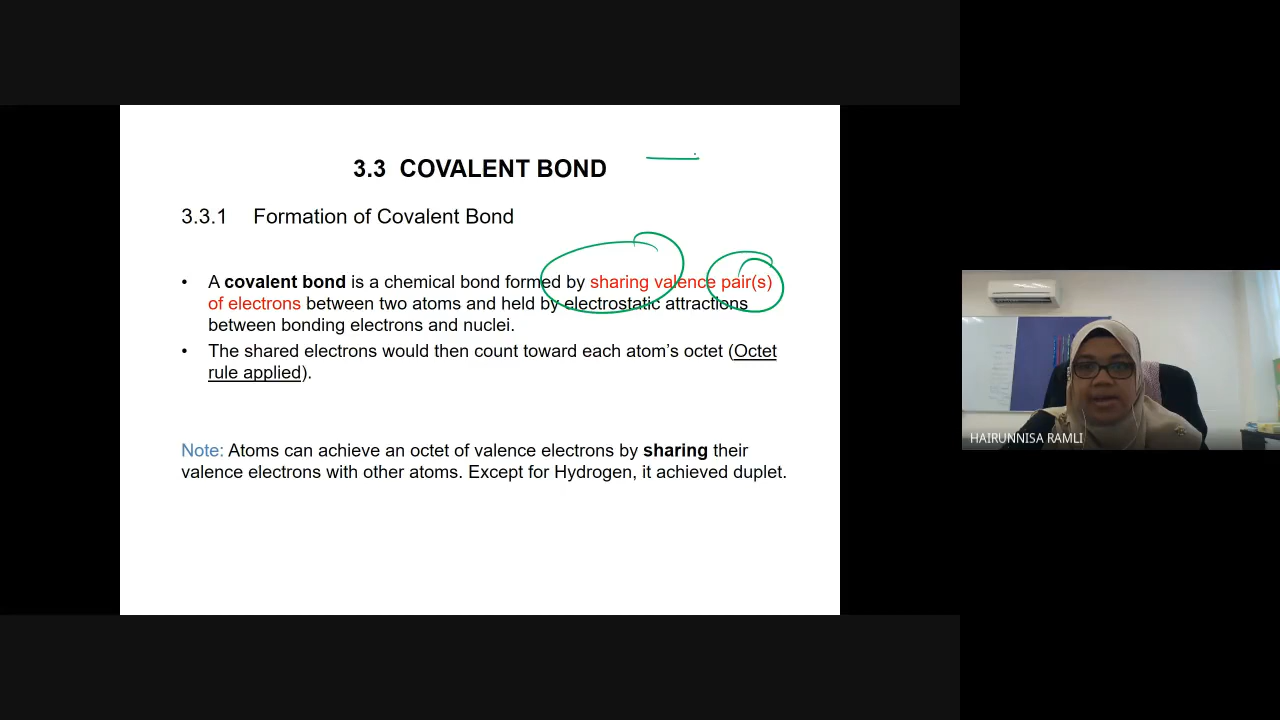 3.3 COVALENT BOND
3.3.1 Formation of Covalent Bond
• A covalent bond is a chemical bond formed by sharing valence pair(s)
of electrons between two atoms and held by electrostatic attractions
between bonding electrons and nuclei.
• The shared electrons would then count toward each atom’s octet (Octet
rule applied).
Note: Atoms can achieve an octet of valence electrons by sharing their
valence electrons with other atoms. Except for Hydrogen, it achieved duplet.
HAIRUNNISA RAMLI